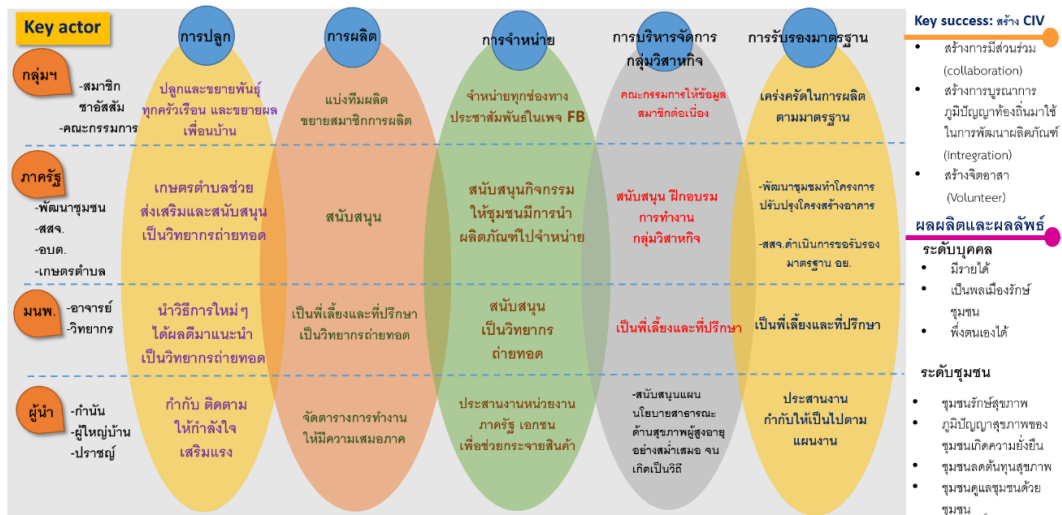 Key actor
การปลูก
การผลิต
การจำหน่าย
การบริหารจัดการ
กลุ่มวิสาหกิจ
การรับรองมาตรฐาน
กลุ่มฯ
-สมาชิก
ชาอัสสัม
-คณะกรรมการ
ปลูกและขยายพันธุ์
ทุกครัวเรือน และขยายผล
เพื่อนบ้าน
แบ่งทีมผลิต
ขยายสมาชิกการผลิต
จำหน่ายทุกช่องทาง
ประชาสัมพันธ์ในเพจ FB
คณะกรรมการให้ข้อมูล
สมาชิกต่อเนื่อง
เคร่งครัดในการผลิต
ตามมาตรฐาน
ภาครัฐ
-พัฒนาชุมชน
-สสจ.
-อบต.
-เกษตรตำบล
เกษตรตำบลช่วย
ส่งเสริมและสนับสนุน
เป็นวิทยากรถ่ายทอด
สนับสนุน
สนับสนุนกิจกรรม
ให้ชุมชนมีการนำ
ผลิตภัณฑ์ไปจำหน่าย
สนับสนุน ฝึกอบรม
การทำงาน
กลุ่มวิสาหกิจ
-พัฒนาชุมชมทำโครงการ
ปรับปรุงโครงสร้างอาคาร
-สสจ.ดำเนินการขอรับรอง
มาตรฐาน อย.
มนพ.
-อาจารย์
-วิทยากร
นำวิธีการใหม่ๆ
ได้ผลดีมาแนะนำ
เป็นวิทยากรถ่ายทอด
เป็นพี่เลี้ยงและที่ปรึกษา
เป็นวิทยากรถ่ายทอด
สนับสนุน
เป็นวิทยากร
ถ่ายทอด
เป็นพี่เลี้ยงและที่ปรึกษา
เป็นพี่เลี้ยงและที่ปรึกษา
ผู้นำ
-กำนัน
-ผู้ใหญ่บ้าน
-ปราชญ์
กำกับ ติดตาม
ให้กำลังใจ
เสริมแรง
จัดตารางการทำงาน
ให้มีความเสมอภาค
ประสานงานหน่วยงาน
ภาครัฐ เอกชน
เพื่อช่วยกระจายสินค้า
-สนับสนุนแผน
นโยบายสาธารณะ
ด้านสุขภาพผู้สูงอายุ
อย่างสม่ำเสมอ จน
เกิดเป็นวิถี
ประสานงาน
กำกับให้เป็นไปตาม
แผนงาน
Key success: สร้าง CIV
• สร้างการมีส่วนร่วม
(collaboration)
• สร้างการบูรณาการ
ภูมิปัญญาท้องถิ่นมาใช้
ในการพัฒนาผลิตภัณฑ์
(Intregration)
• สร้างจิตอาสา
(Volunteer)
ผลผลิตและผลลัพธ์
ระดับบุคคล
• มีรายได้
• เป็นพลเมืองรักษ์
ชุมชน
• พึ่งตนเองได้
ระดับชุมชน
• ชุมชนรักษ์สุขภาพ
• ภูมิปัญญาสุขภาพของ
ชุมชนเกิดความยั่งยืน
• ชุมชนลดต้นทุนสุขภาพ
• ชุมชนดูแลชุมชนด้วย
ชุมชน